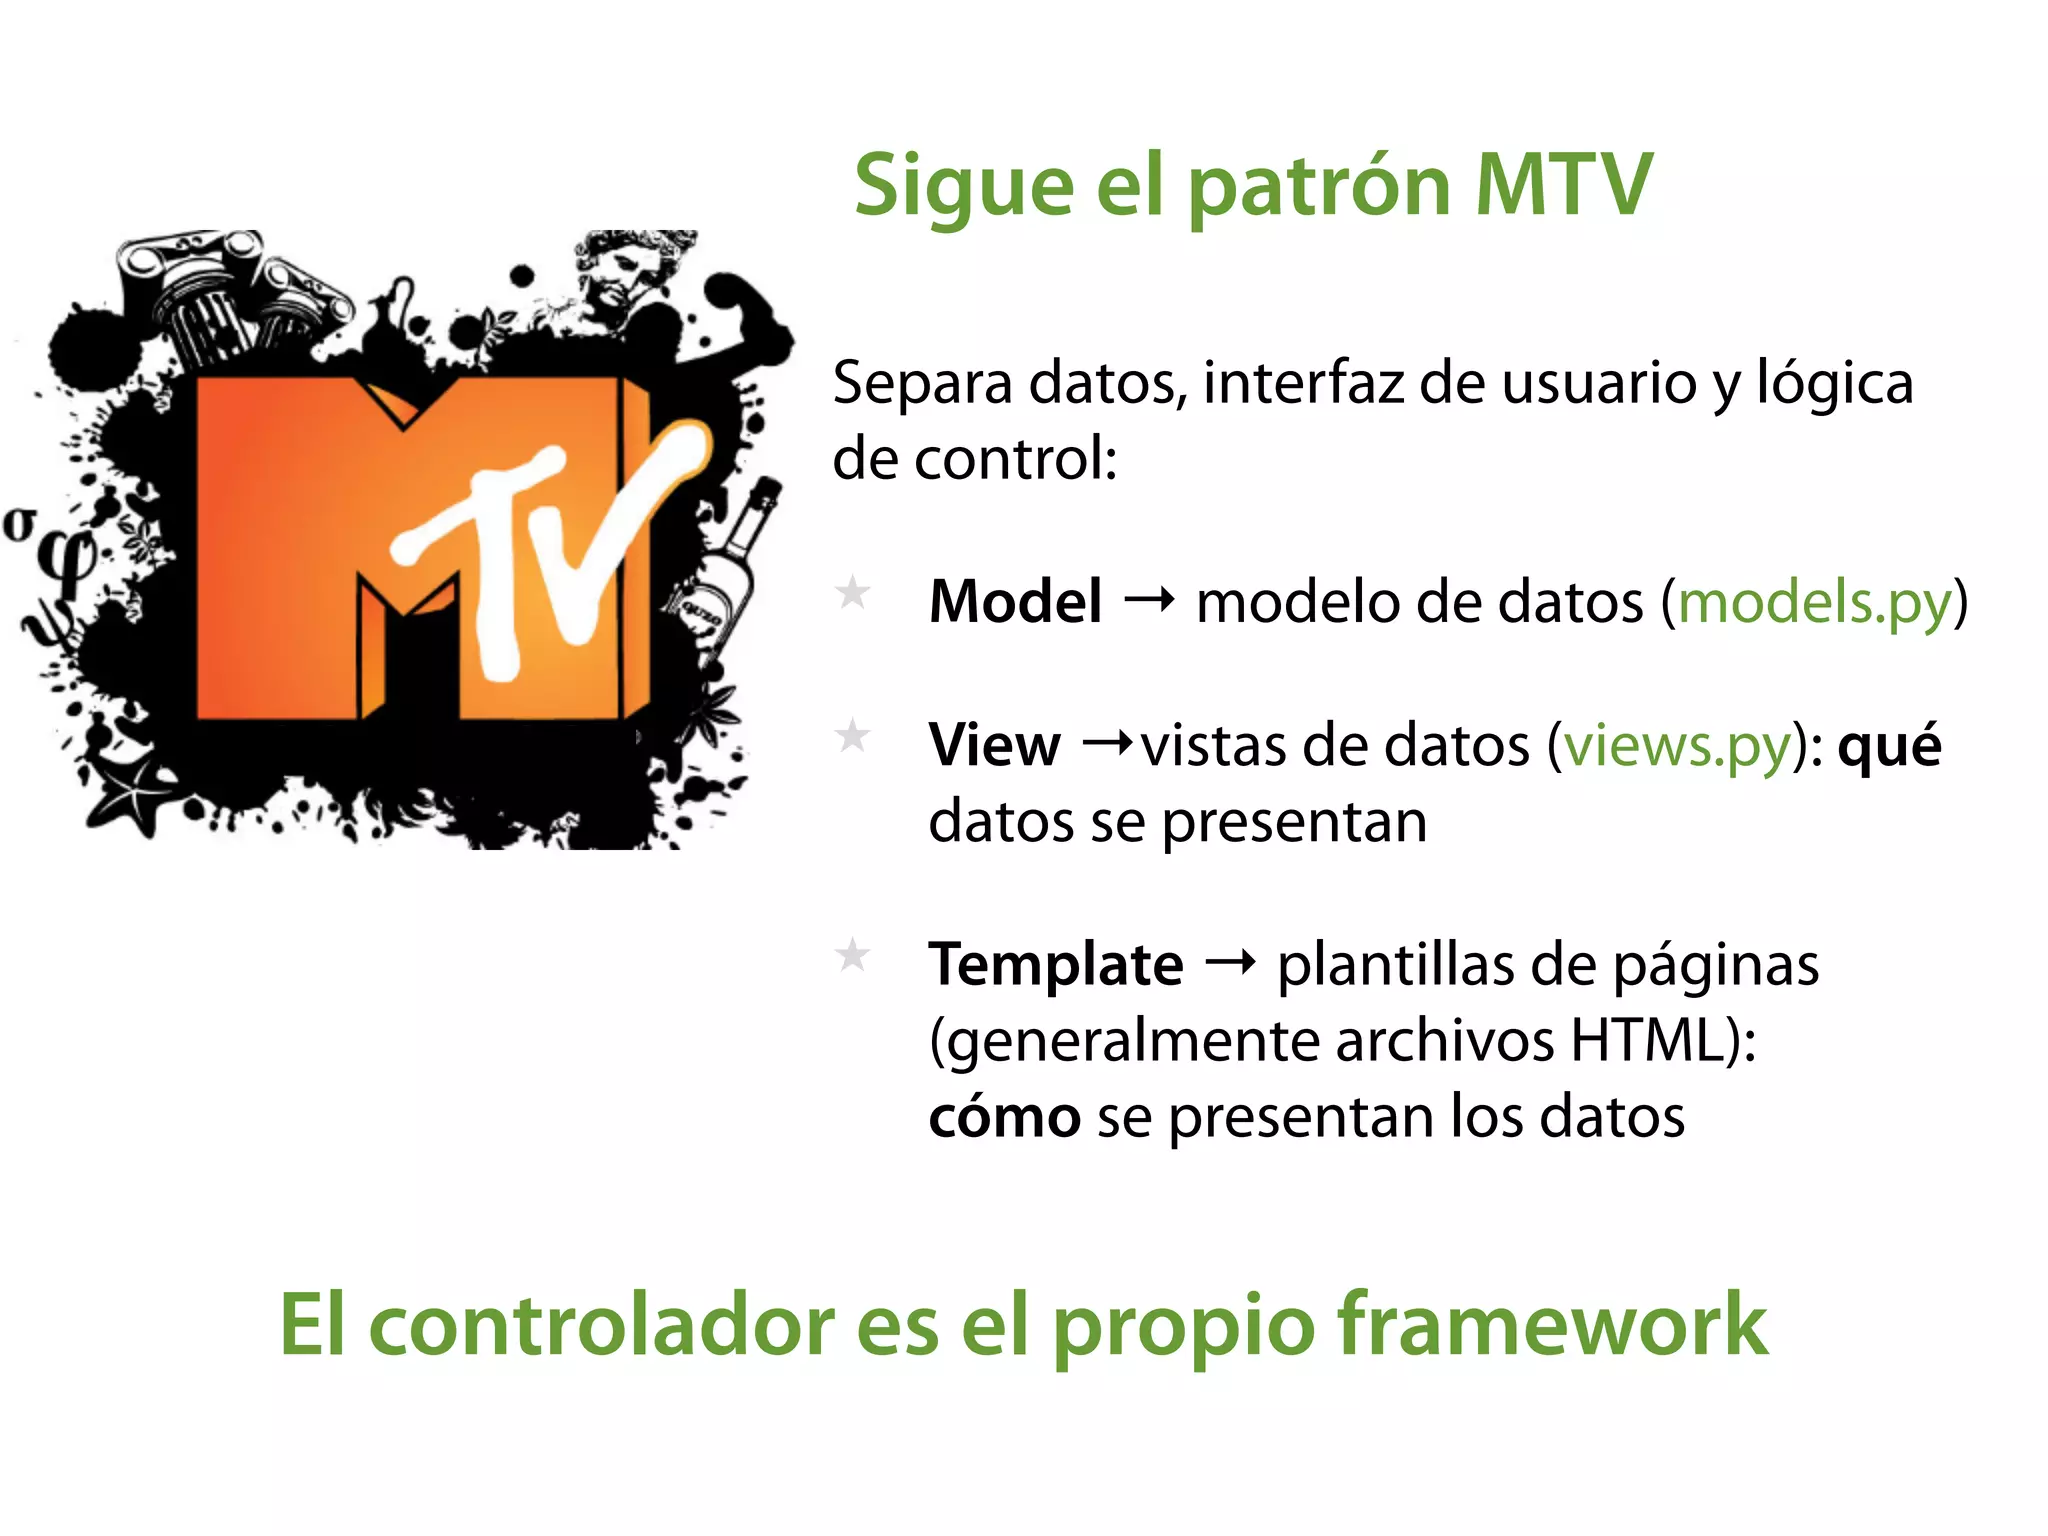 Sigue el patrón MTV
MTV
σ
φ
ψ
OUZO
Separa datos, interfaz de usuario y lógica
de control:
★ Model → modelo de datos (models.py)
★ View →vistas de datos (views.py): qué
datos se presentan
★ Template → plantillas de páginas
(generalmente archivos HTML):
cómo se presentan los datos
El controlador es el propio framework